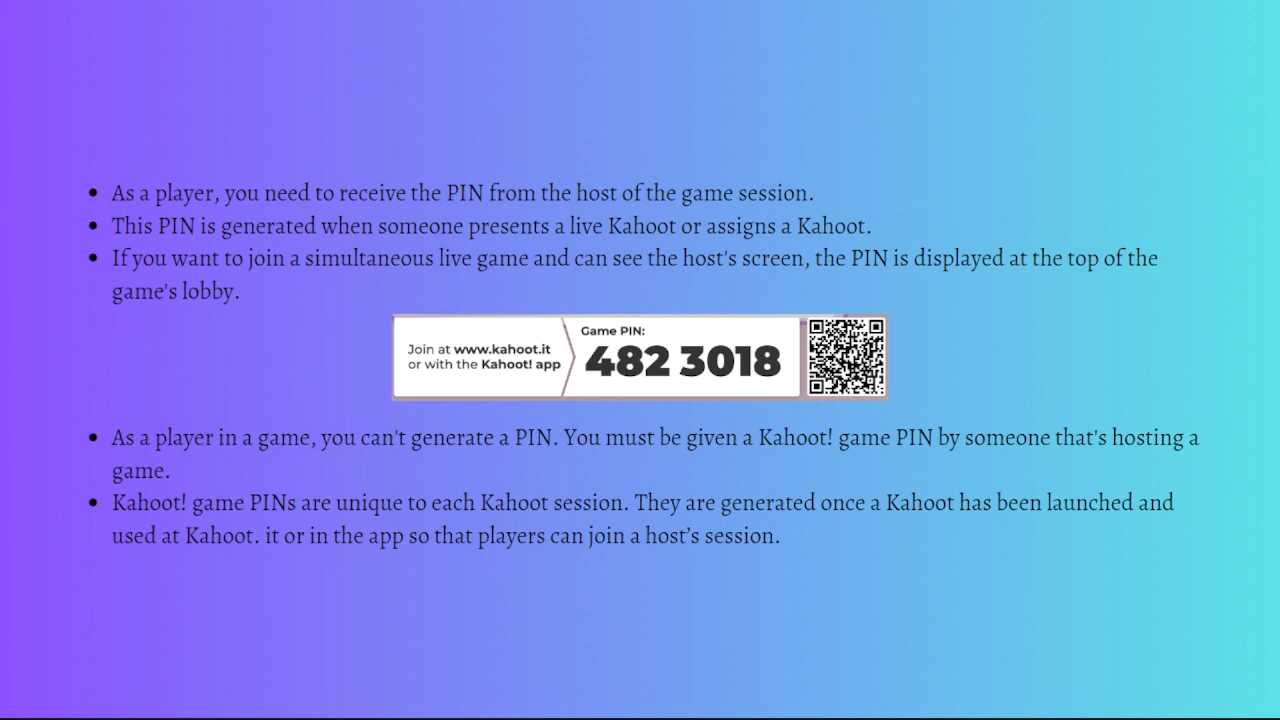 As a player, you need to receive the PIN from the host of the game session.
This PIN is generated when someone presents a live Kahoot or assigns a Kahoot.
If you want to join a simultaneous live game and can see the host's screen, the PIN is displayed at the top of the
game's lobby.
Join at www.kahoot.it
or with the Kahoot! app
Game PIN:
482 3018
As a player in a game, you can't generate a PIN. You must be given a Kahoot! game PIN by someone that's hosting a
game.
Kahoot! game PINs are unique to each Kahoot session. They are generated once a Kahoot has been launched and
used at Kahoot. it or in the app so that players can join a host’s session.